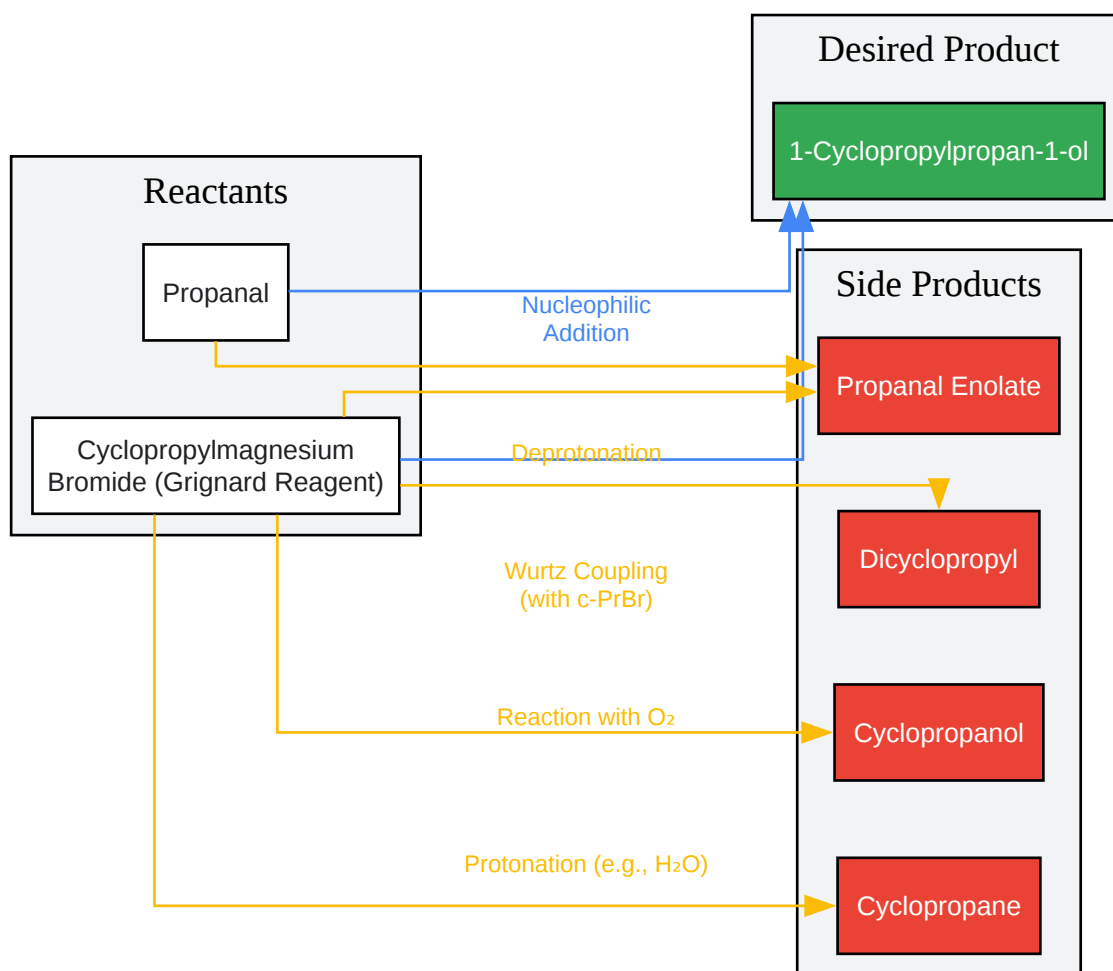 Desired Product
1-Cyclopropylpropan-1-ol
Reactants
Propanal
Cyclopropylmagnesium
Bromide (Grignard Reagent)
Nucleophilic
Addition
Deprotonation
Wurtz Coupling
(with c-PrBr)
Reaction with O₂
Protonation (e.g., H₂O)
Side Products
Propanal Enolate
Dicyclopropyl
Cyclopropanol
Cyclopropane